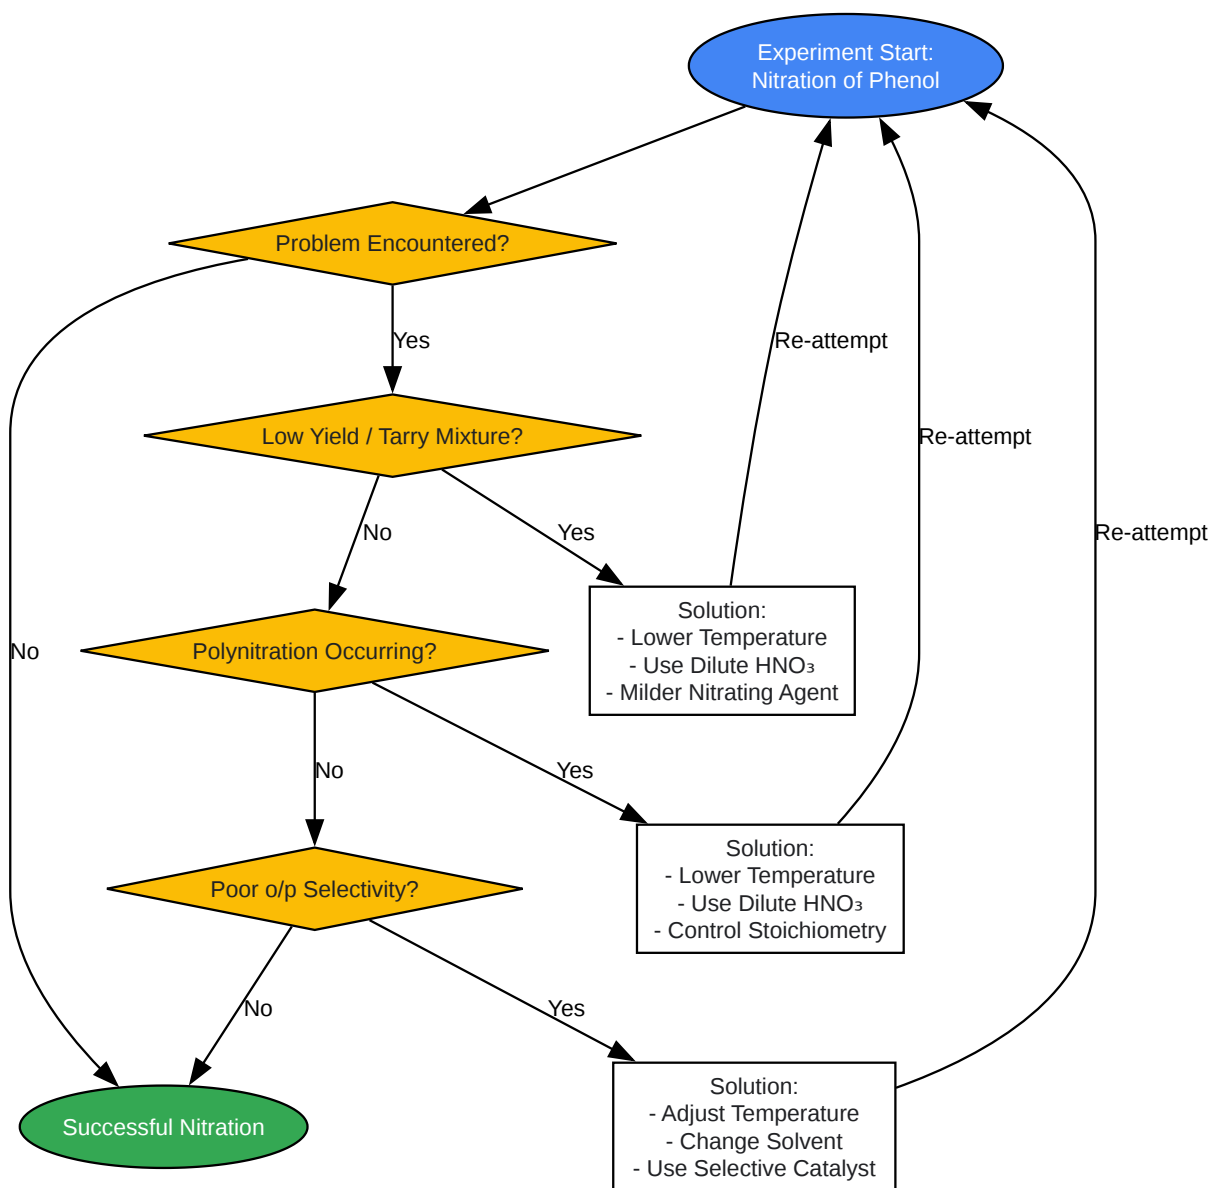 Experiment Start:
Nitration of Phenol
Problem Encountered?
Yes
Re-attempt
Low Yield / Tarry Mixture?
Re-attempt
No
Yes
Re-attempt
Solution:
- Lower Temperature
- Use Dilute HNO₃
- Milder Nitrating Agent
No
Polynitration Occurring?
No
Yes
Solution:
- Lower Temperature
- Use Dilute HNO₃
- Control Stoichiometry
Poor o/p Selectivity?
No
Yes
Solution:
- Adjust Temperature
- Change Solvent
- Use Selective Catalyst
Successful Nitration